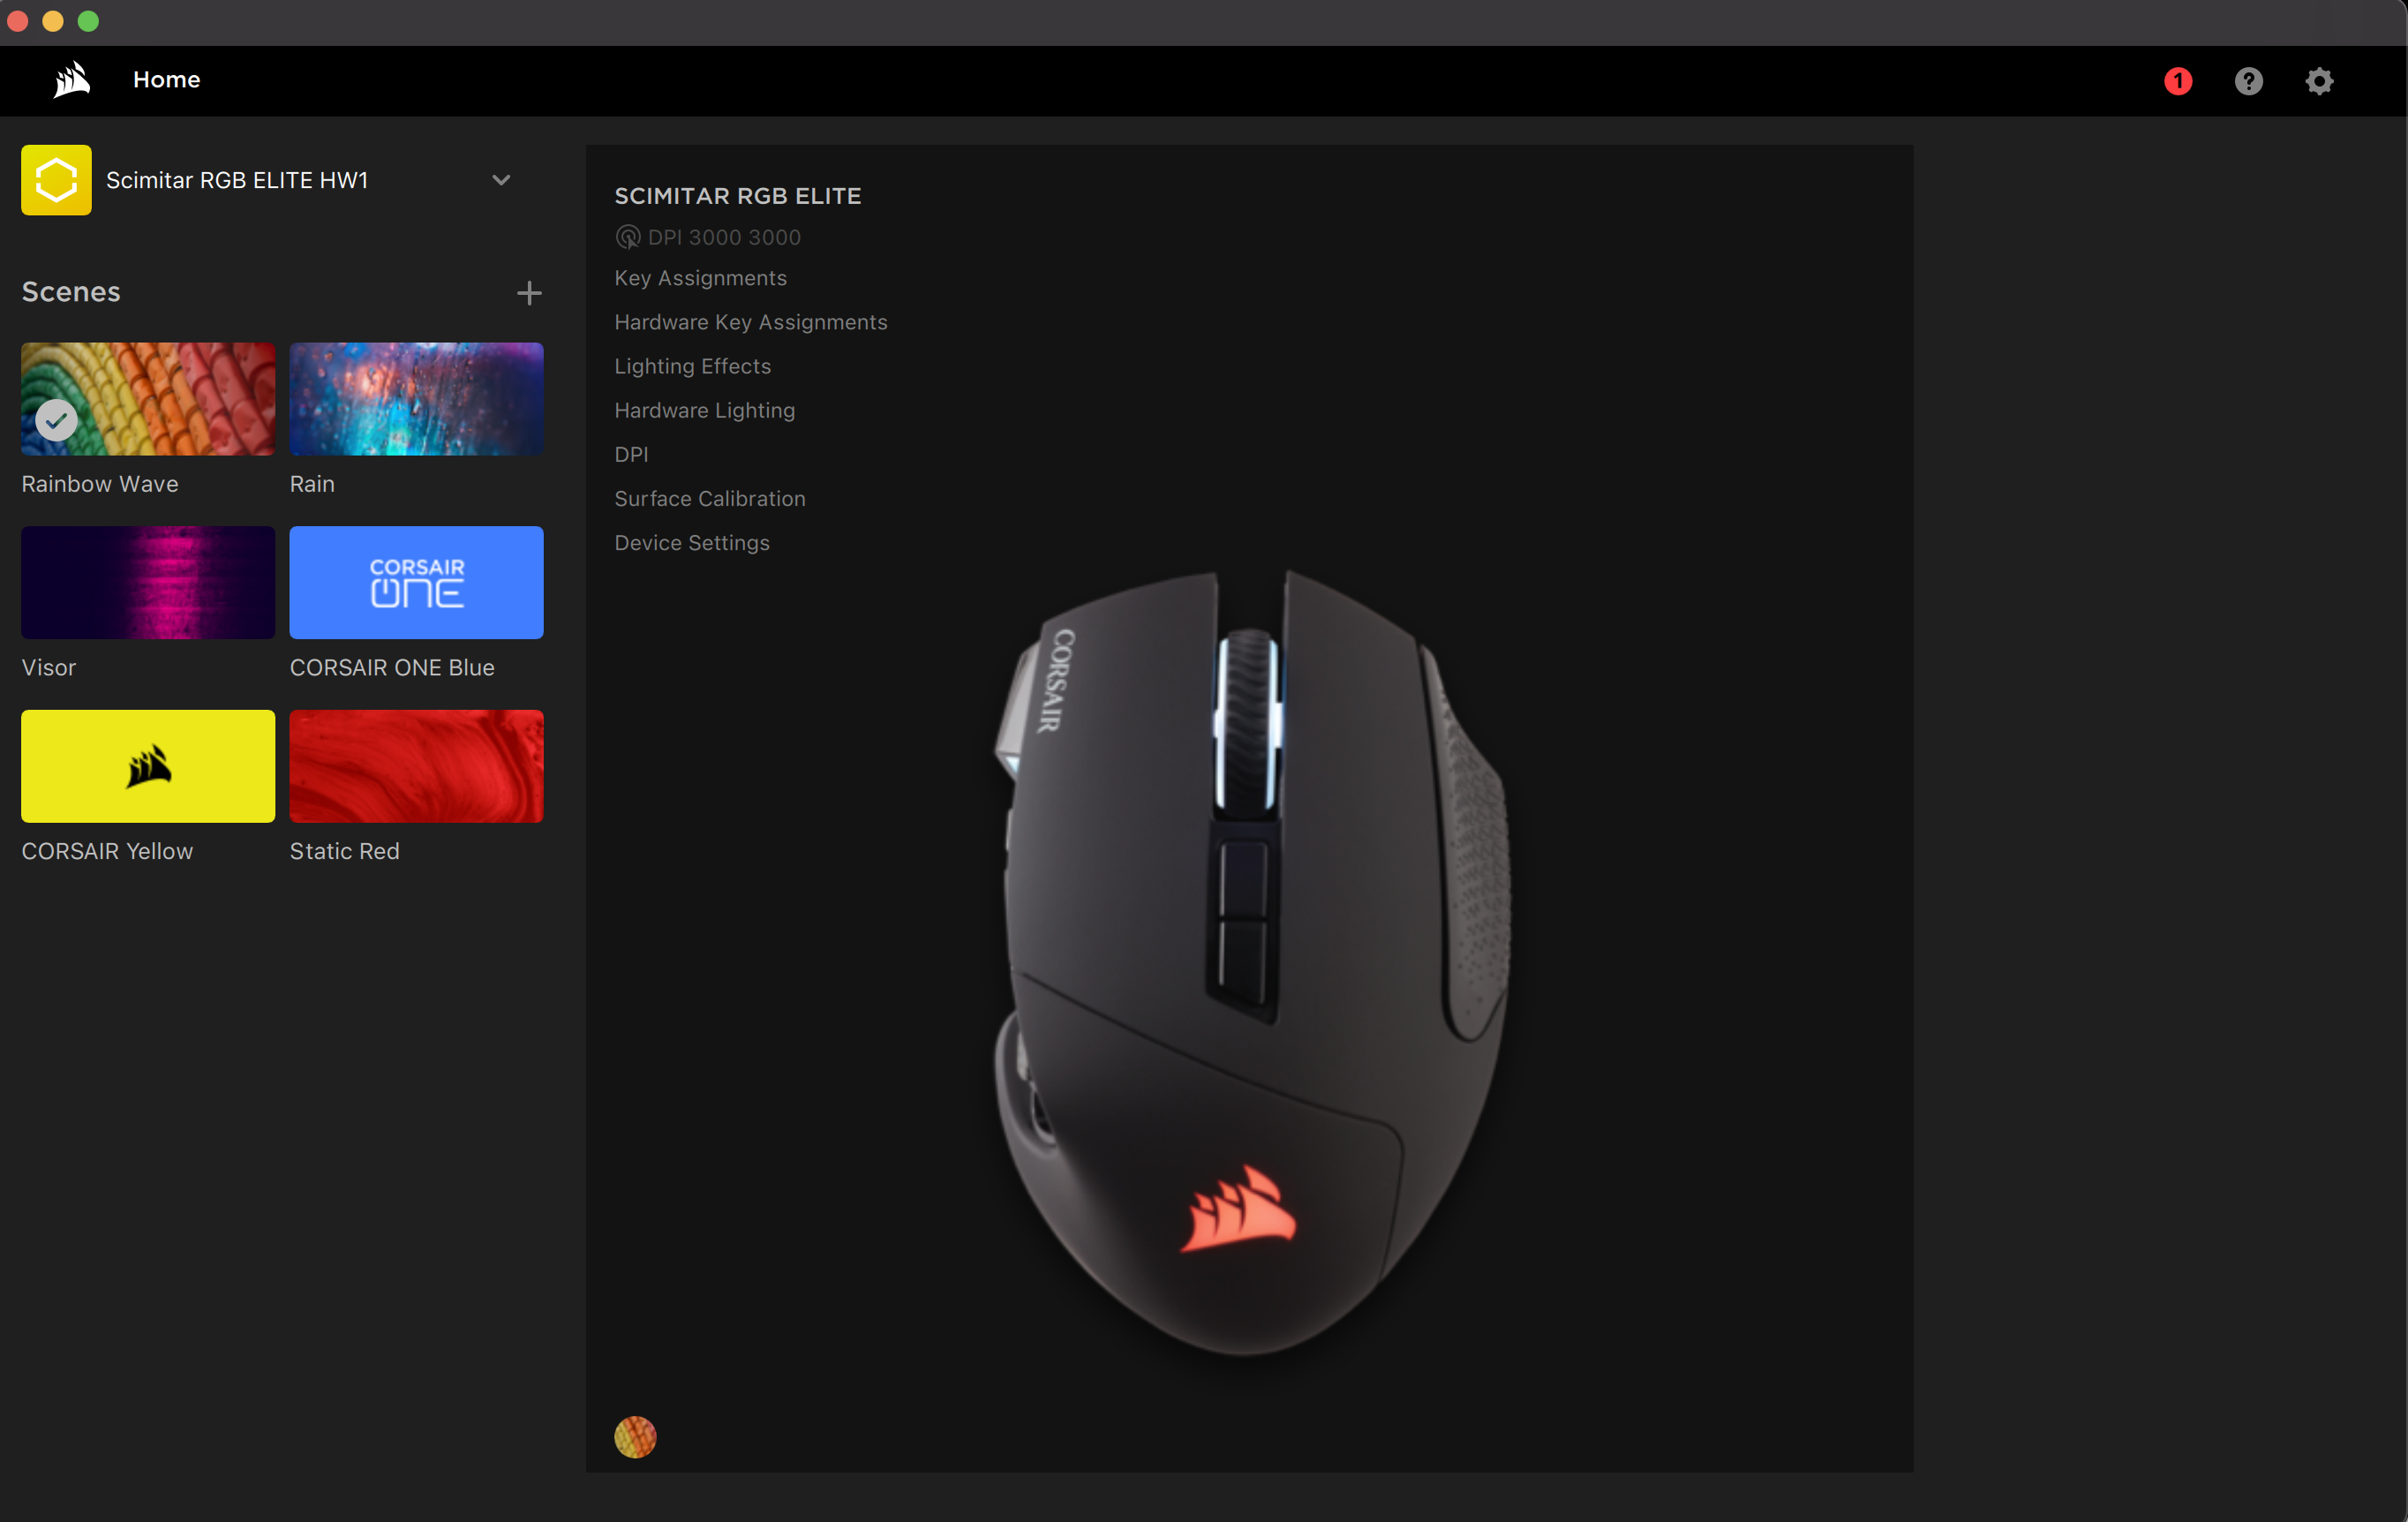 Home
1
?
Scimitar RGB ELITE HW1
Scenes
Rainbow Wave
Rain
CORSAIR
ONE
Visor
CORSAIR ONE Blue
CORSAIR Yellow
Static Red
SCIMITAR RGB ELITE
DPI 3000 3000
Key Assignments
Hardware Key Assignments
Lighting Effects
Hardware Lighting
DPI
Surface Calibration
Device Settings
CORSAIR